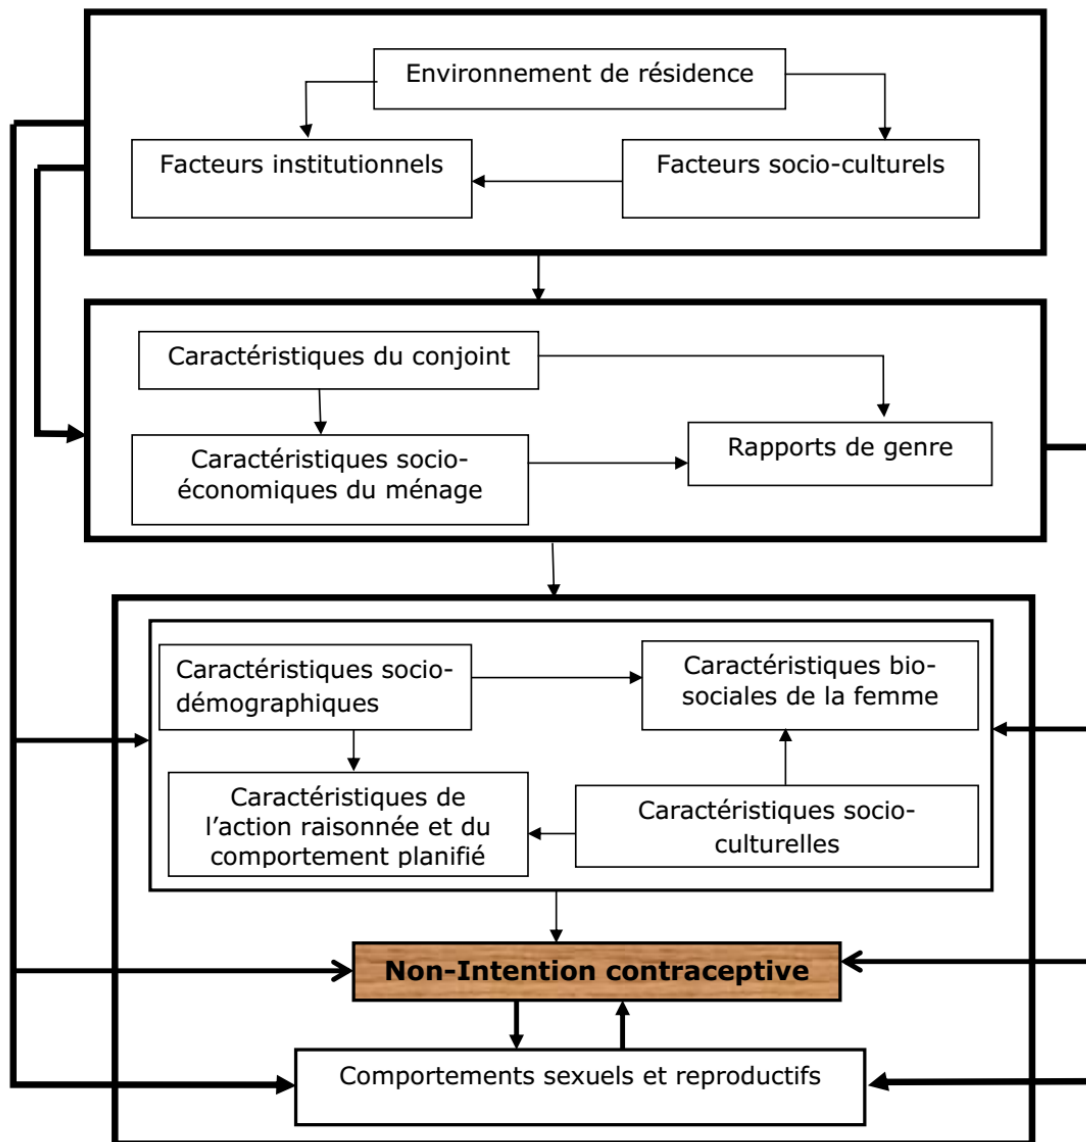 Environnement de résidence
Facteurs institutionnels
Facteurs socio-culturels
Caractéristiques du conjoint
Caractéristiques socio-
économiques du ménage
Rapports de genre
Caractéristiques socio-
démographiques
Caractéristiques bio-
sociales de la femme
Caractéristiques de
l’action raisonnée et du
comportement planifié
Caractéristiques socio-
culturelles
Non-Intention contraceptive
Comportements sexuels et reproductifs